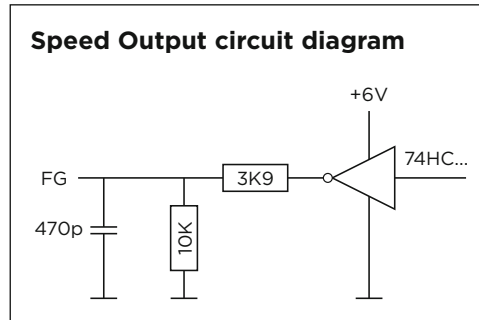 Speed Output circuit diagram
+6V
74HC...
FG
3K9
470p
10K